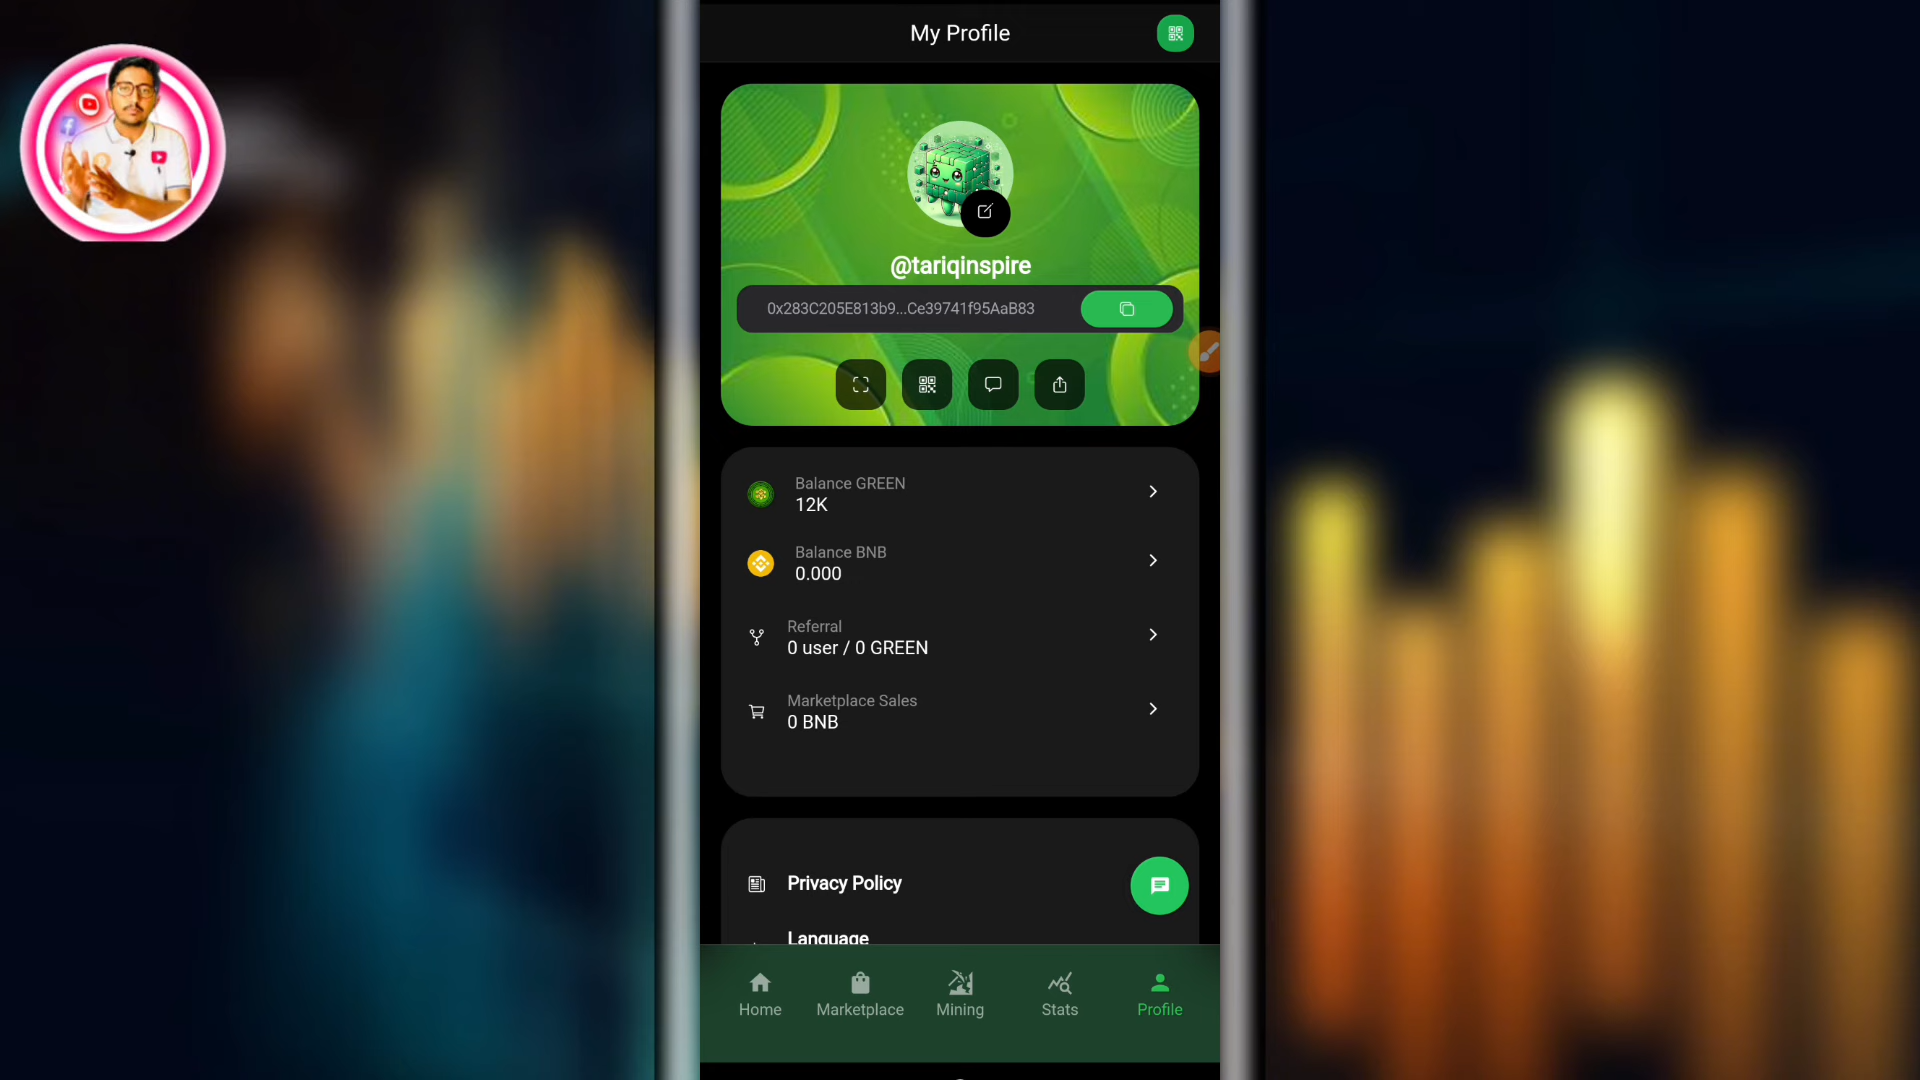 My Profile
@tariqinspire
0x283C205E813b9...Ce39741f95AaB83
Balance GREEN
12K
Balance BNB
0.000
Referral
0 user / 0 GREEN
Marketplace Sales
0 BNB
Privacy Policy
Language
Home
Marketplace
Mining
Stats
Profile